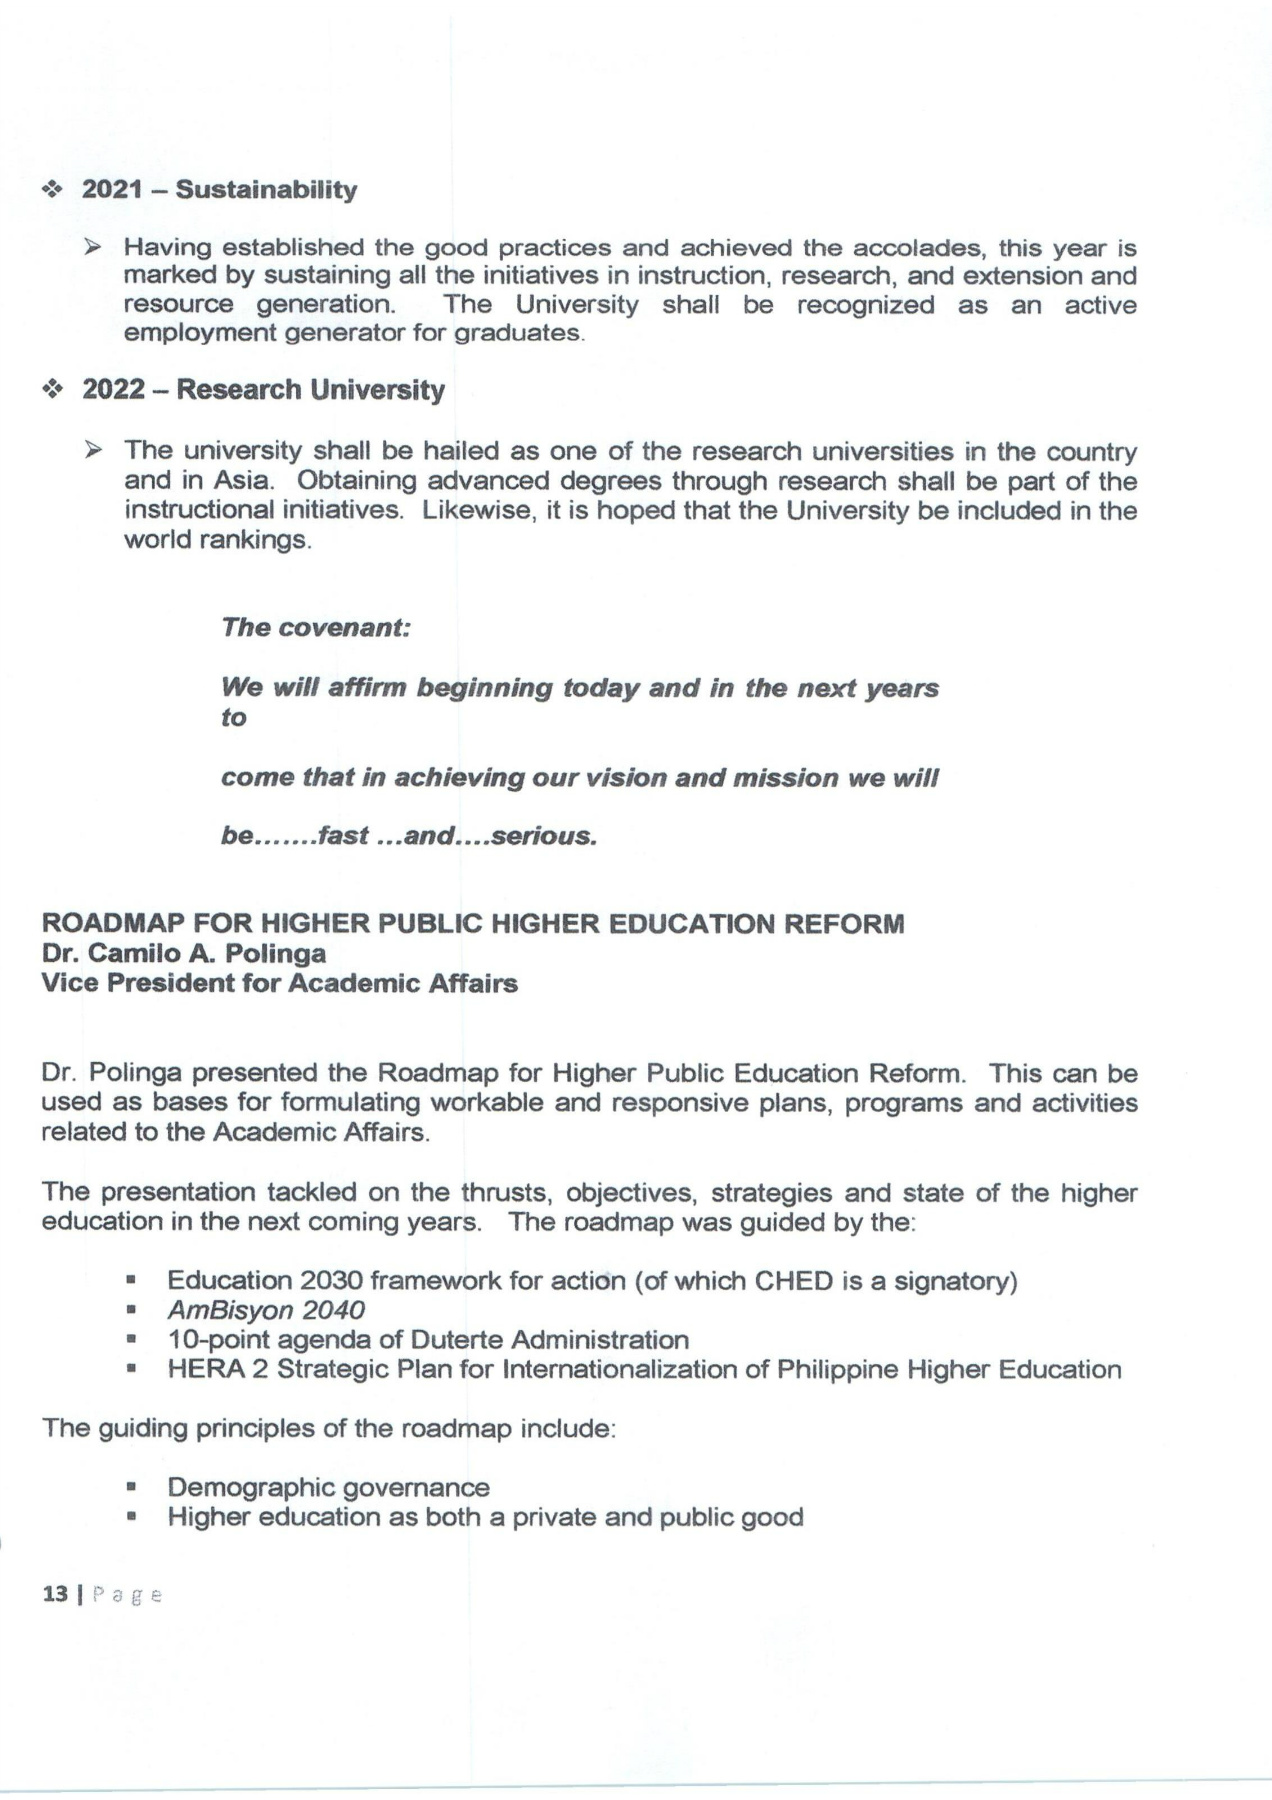 ❖ 2021 – Sustainability
➢ Having established the good practices and achieved the accolades, this year is
marked by sustaining all the initiatives in instruction, research, and extension and
resource generation. The University shall be recognized as an active
employment generator for graduates.
❖ 2022 – Research University
➢ The university shall be hailed as one of the research universities in the country
and in Asia. Obtaining advanced degrees through research shall be part of the
instructional initiatives. Likewise, it is hoped that the University be included in the
world rankings.
The covenant:
We will affirm beginning today and in the next years
to
come that in achieving our vision and mission we will
be.......fast ...and....serious.
ROADMAP FOR HIGHER PUBLIC HIGHER EDUCATION REFORM
Dr. Camilo A. Polinga
Vice President for Academic Affairs
Dr. Polinga presented the Roadmap for Higher Public Education Reform. This can be
used as bases for formulating workable and responsive plans, programs and activities
related to the Academic Affairs.
The presentation tackled on the thrusts, objectives, strategies and state of the higher
education in the next coming years. The roadmap was guided by the:
▪ Education 2030 framework for action (of which CHED is a signatory)
▪ AmBisyon 2040
▪ 10-point agenda of Duterte Administration
▪ HERA 2 Strategic Plan for Internationalization of Philippine Higher Education
The guiding principles of the roadmap include:
▪ Demographic governance
▪ Higher education as both a private and public good
13 | Page